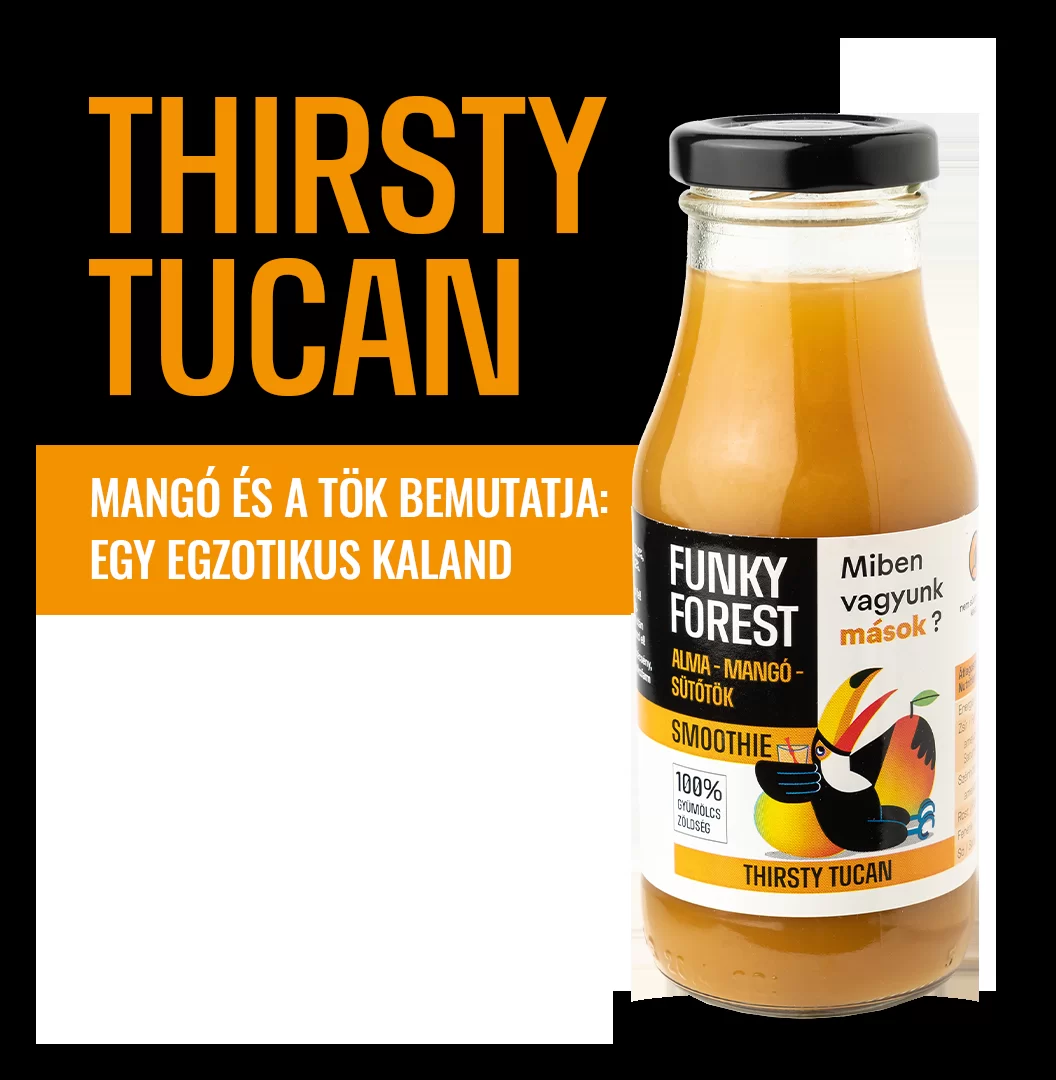 THIRSTY
TUCAN
MANGÓ ÉS A TÖK BEMUTATJA:
EGY EGZOTIKUS KALAND
FUNKY
FOREST
ALMA - MANGÓ -
SÜTŐTÖK
SMOOTHIE
100%
GYÜMÖLCS
ZÖLDSÉG
THIRSTY TUCAN
Miben
vagyunk
mások ?